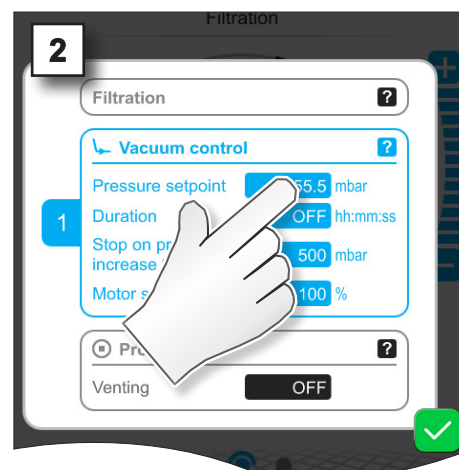 Filtration
2
Filtration ?
Vacuum control ?
1
Pressure setpoint 55.5 mbar
Duration OFF hh:mm:ss
Stop on
increase 500 mbar
Motor 100 %
?
Venting OFF